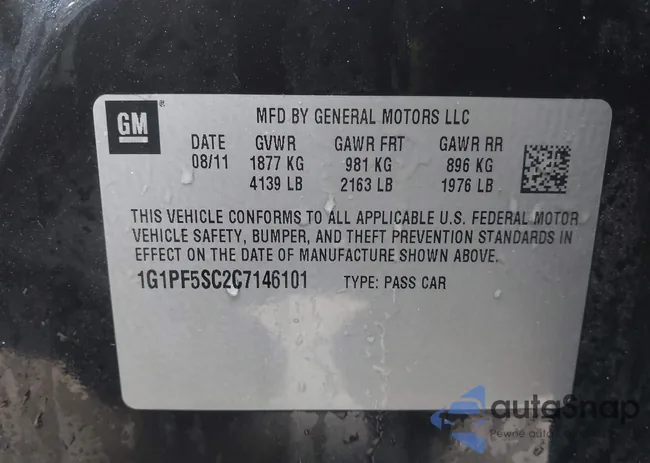 GM
MFD BY GENERAL MOTORS LLC
DATE GVWR GAWR FRT GAWR RR
08/11 1877 KG 981 KG 896 KG
4139 LB 2163 LB 1976 LB
THIS VEHICLE CONFORMS TO ALL APPLICABLE U.S. FEDERAL MOTOR
VEHICLE SAFETY, BUMPER, AND THEFT PREVENTION STANDARDS IN
EFFECT ON THE DATE OF MANUFACTURE SHOWN ABOVE.
1G1PF5SC2C7146101 TYPE: PASS CAR
autoSnap
Pewne auto